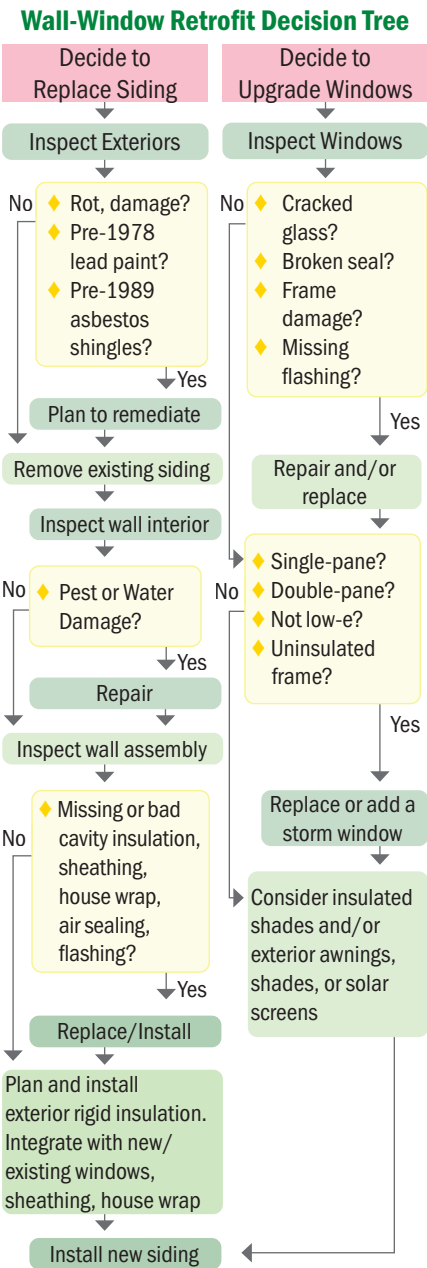 Wall-Window Retrofit Decision Tree
Decide to
Replace Siding
Inspect Exteriors
No
♦ Rot, damage?
♦ Pre-1978
lead paint?
♦ Pre-1989
asbestos
shingles?
Yes
Plan to remediate
Remove existing siding
Inspect wall interior
No
♦ Pest or Water
Damage?
Yes
Repair
Inspect wall assembly
No
♦ Missing or bad
cavity insulation,
sheathing,
house wrap,
air sealing,
flashing?
Yes
Replace/Install
Plan and install
exterior rigid insulation.
Integrate with new/
existing windows,
sheathing, house wrap
Install new siding
Decide to
Upgrade Windows
Inspect Windows
No
♦ Cracked
glass?
♦ Broken seal?
♦ Frame
damage?
♦ Missing
flashing?
Yes
Repair and/or
replace
No
♦ Single-pane?
♦ Double-pane?
♦ Not low-e?
♦ Uninsulated
frame?
Yes
Replace or add a
storm window
Consider insulated
shades and/or
exterior awnings,
shades, or solar
screens